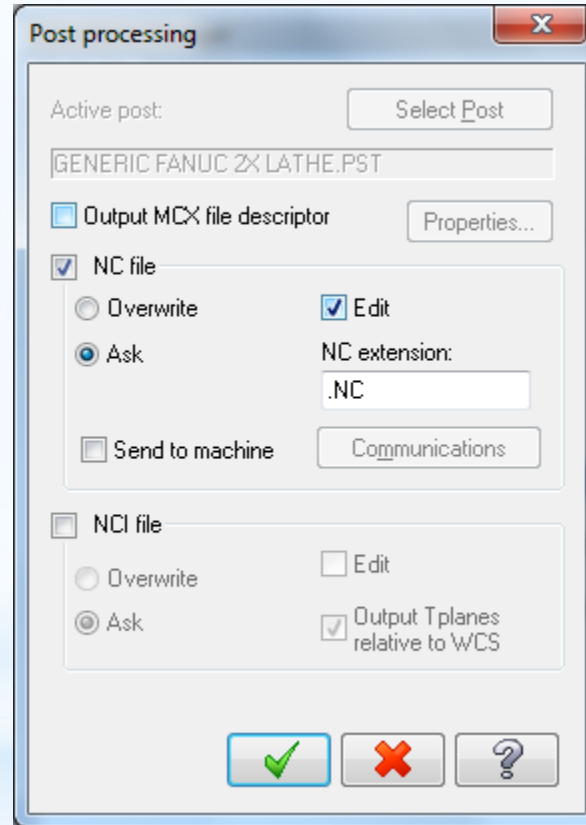 Post processing
Active post:
Select Post
GENERIC FANUC 2X LATHE.PST
Output MCX file descriptor
Properties...
NC file
Overwrite
Edit
Ask
NC extension:
.NC
Send to machine
Communications
NCI file
Overwrite
Edit
Ask
Output Tplanes
relative to WCS